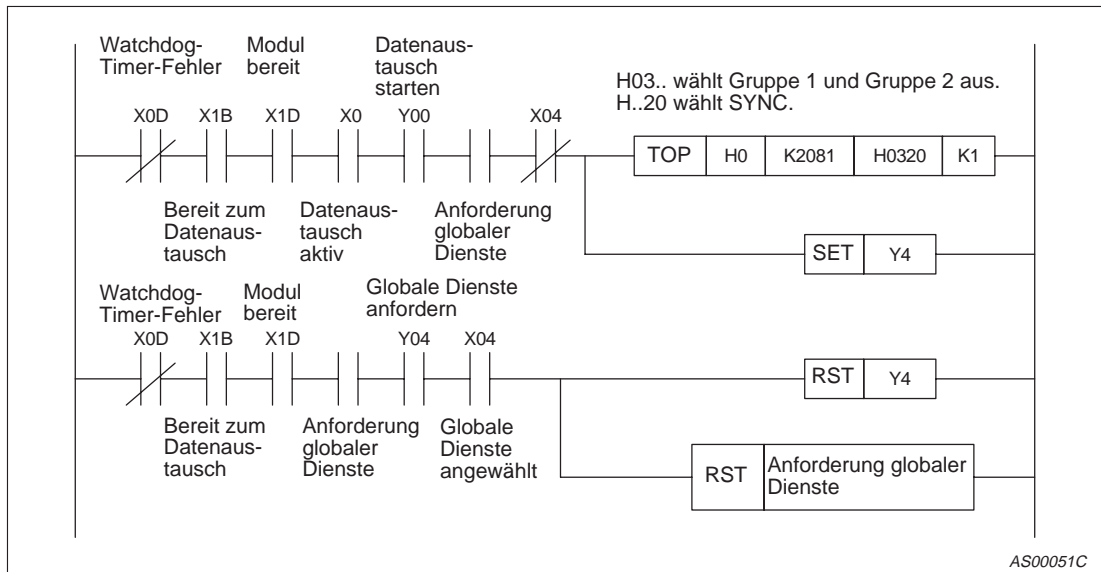 Watchdog-
Timer-Fehler
Modul
bereit
Datenaus-
tausch
starten
H03.. wählt Gruppe 1 und Gruppe 2 aus.
H..20 wählt SYNC.
X0D X1B X1D X0 Y00 X04
TOP H0 K2081 H0320 K1
Bereit zum
Datenaus-
tausch
Datenaus-
tausch
aktiv
Anforderung
globaler
Dienste
SET Y4
Watchdog-
Timer-Fehler
Modul
bereit
Globale Dienste
anfordern
X0D X1B X1D Y04 X04
RST Y4
Bereit zum
Datenaus-
tausch
Anforderung
globaler
Dienste
Globale
Dienste
angewählt
RST Anforderung globaler
Dienste
AS00051C